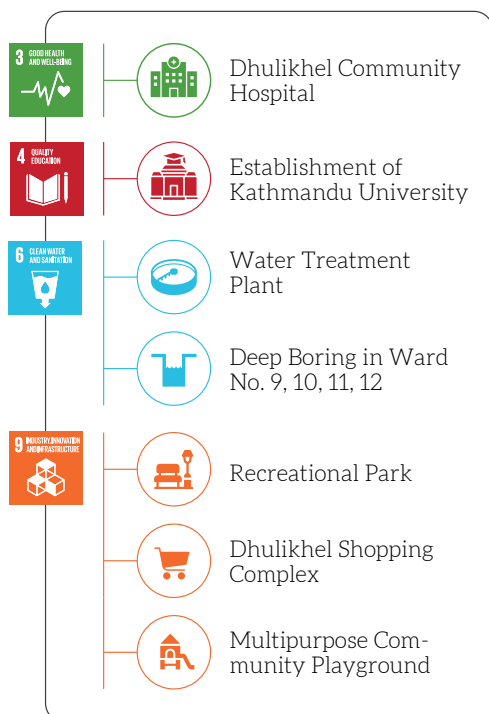 3 GOOD HEALTH
AND WELL-BEING
Dhulikhel Community
Hospital
4 QUALITY
EDUCATION
Establishment of
Kathmandu University
6 CLEAN WATER
AND SANITATION
Water Treatment
Plant
Deep Boring in Ward
No. 9, 10, 11, 12
9 INDUSTRY, INNOVATION
AND INFRASTRUCTURE
Recreational Park
Dhulikhel Shopping
Complex
Multipurpose Com-
munity Playground